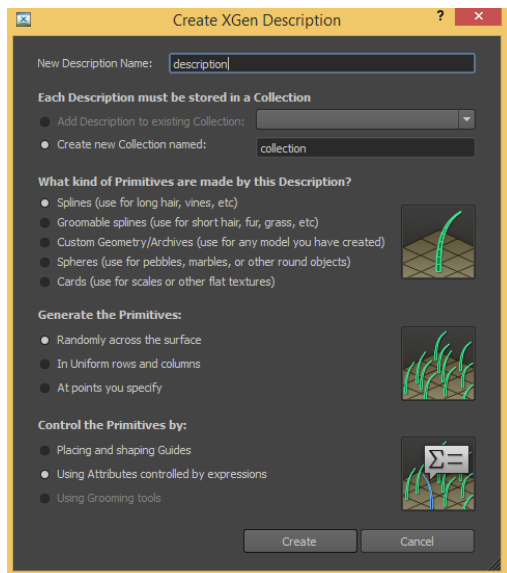 Create XGen Description
?
New Description Name:
description
Each Description must be stored in a Collection
Add Description to existing Collection:
Create new Collection named:
collection
What kind of Primitives are made by this Description?
Splines (use for long hair, vines, etc)
Groomable splines (use for short hair, fur, grass, etc)
Custom Geometry/Archives (use for any model you have created)
Spheres (use for pebbles, marbles, or other round objects)
Cards (use for scales or other flat textures)
Generate the Primitives:
Randomly across the surface
In Uniform rows and columns
At points you specify
Control the Primitives by:
Placing and shaping Guides
Using Attributes controlled by expressions
Σ=
Using Grooming tools
Create
Cancel